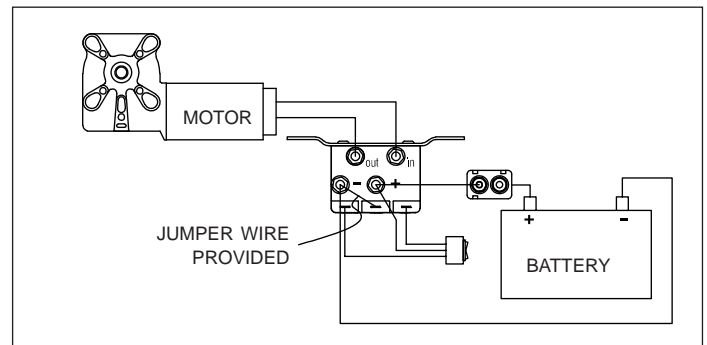 MOTOR
out
in
-
+
JUMPER WIRE
PROVIDED
+
-
BATTERY